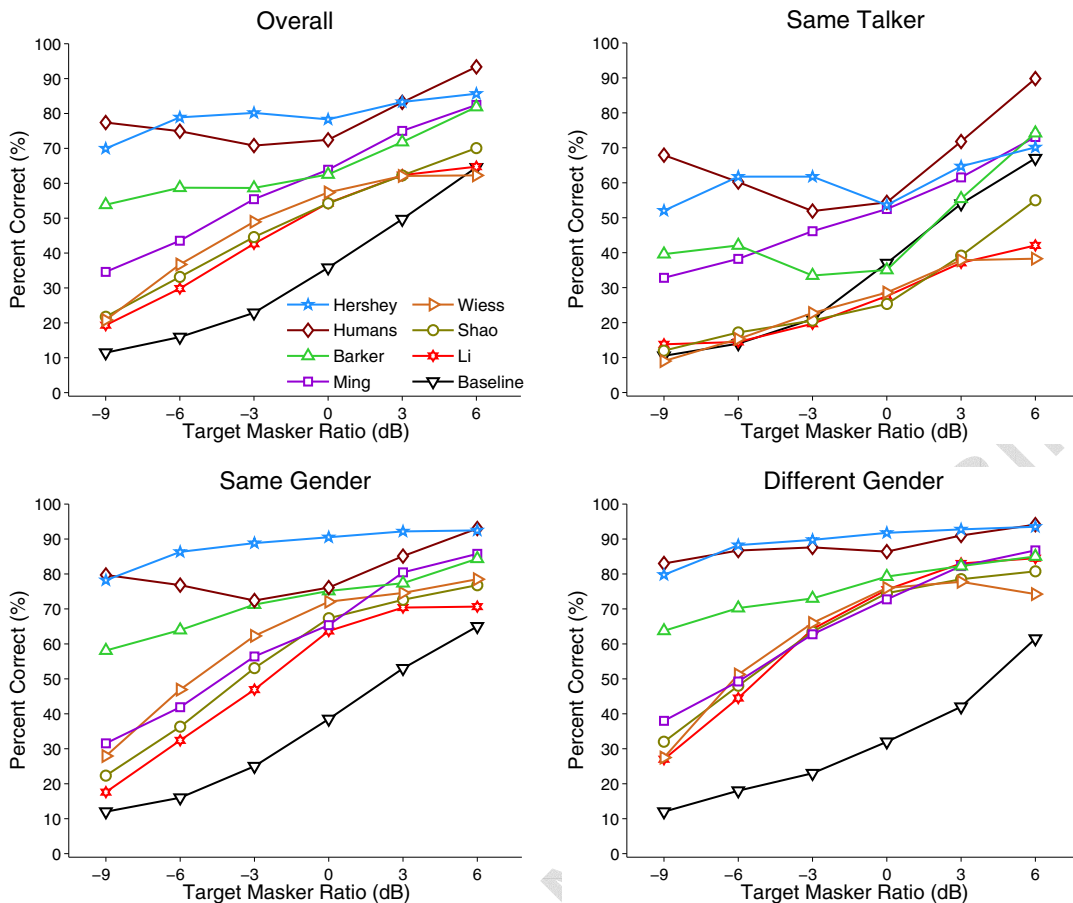 Overall
Percent Correct (%)
100
90
80
70
60
50
40
30
20
10
0
Hershey
Humans
Barker
Ming
Wiess
Shao
Li
Baseline
−9 −6 −3 0 3 6
Target Masker Ratio (dB)
Same Talker
Percent Correct (%)
100
90
80
70
60
50
40
30
20
10
0
−9 −6 −3 0 3 6
Target Masker Ratio (dB)
Same Gender
Percent Correct (%)
100
90
80
70
60
50
40
30
20
10
0
−9 −6 −3 0 3 6
Target Masker Ratio (dB)
Different Gender
Percent Correct (%)
100
90
80
70
60
50
40
30
20
10
0
−9 −6 −3 0 3 6
Target Masker Ratio (dB)